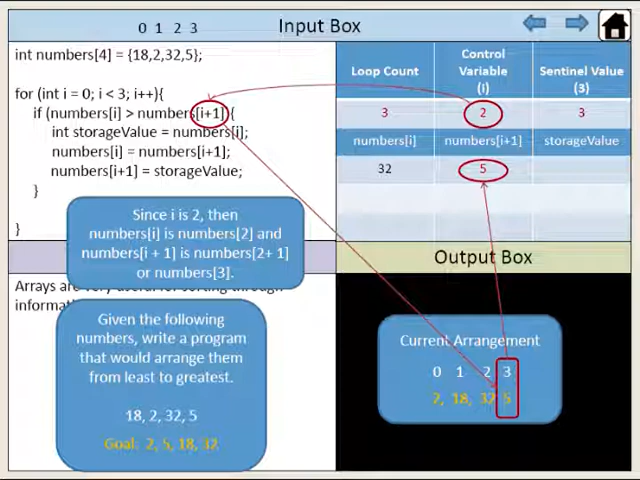 0 1 2 3
Input Box
int numbers[4] = {18,2,32,5};
for (int i = 0; i < 3; i++){
if (numbers[i] > numbers[i+1]){
int storageValue = numbers[i];
numbers[i] = numbers[i+1];
numbers[i+1] = storageValue;
}
}
Since i is 2, then
numbers[i] is numbers[2] and
numbers[i + 1] is numbers[2+ 1]
or numbers[3].
Arrays are very useful for sorting through
Given the following
numbers, write a program
that would arrange them
from least to greatest.
18, 2, 32, 5
Goal: 2, 5, 18, 32
Loop Count
Control
Variable
(I)
Sentinel Value
(3)
3 2 3
numbers[i] numbers[i+1] storageValue
32 5
Output Box
Current Arrangement
0 1 2 3
2, 18, 32 5